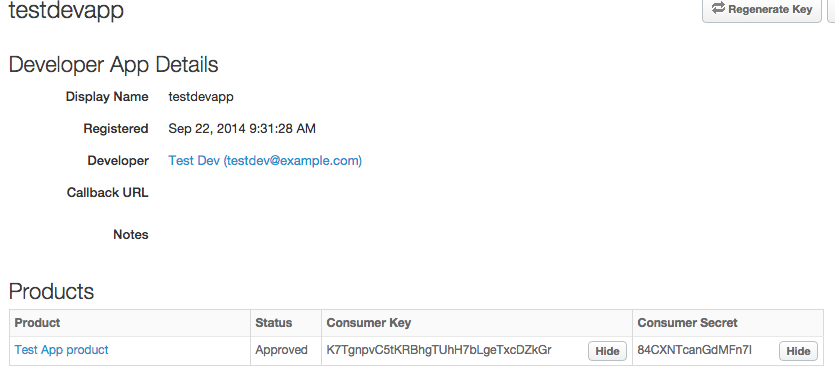 testdevapp
Regenerate Key
Developer App Details
Display Name testdevapp
Registered Sep 22, 2014 9:31:28 AM
Developer Test Dev (testdev@example.com)
Callback URL
Notes
Products
Product Status Consumer Key Consumer Secret
Test App product Approved K7TgnpvC5tKRBhgTUhH7bLgeTxcDZkGr Hide 84CXNTcanGdMFn7I Hide